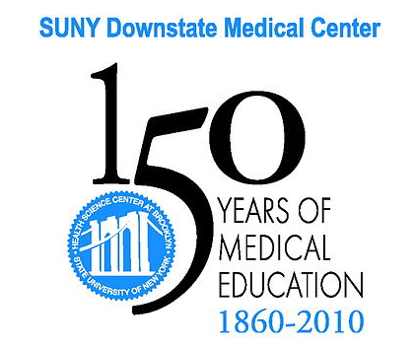 SUNY Downstate Medical Center
150
YEARS OF
MEDICAL
EDUCATION
1860-2010
HEALTH SCIENCE CENTER AT BROOKLYN
STATE UNIVERSITY OF NEW YORK